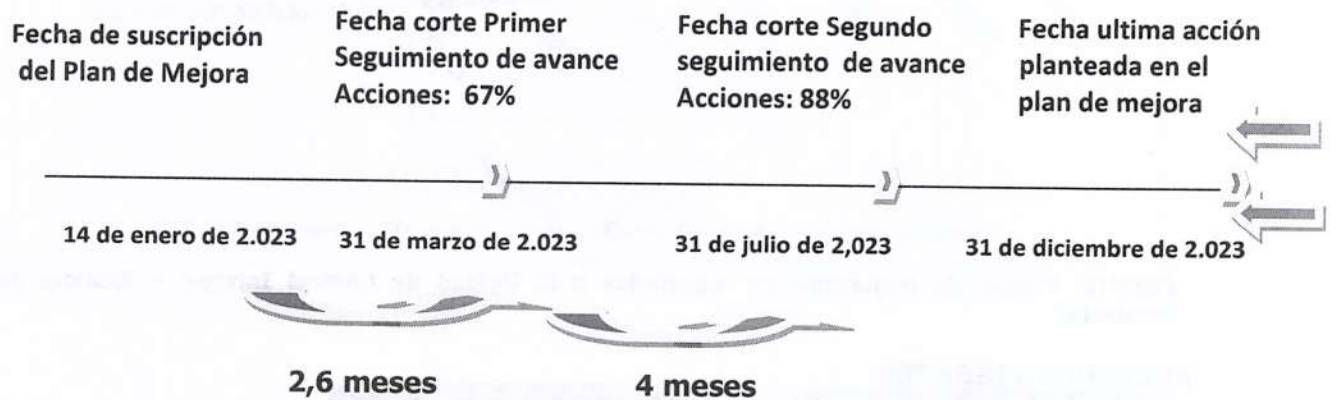 Fecha de suscripción
del Plan de Mejora
Fecha corte Primer
Seguimiento de avance
Acciones: 67%
Fecha corte Segundo
seguimiento de avance
Acciones: 88%
Fecha ultima acción
planteada en el
plan de mejora
14 de enero de 2.023
31 de marzo de 2.023
31 de julio de 2,023
31 de diciembre de 2.023
2,6 meses
4 meses